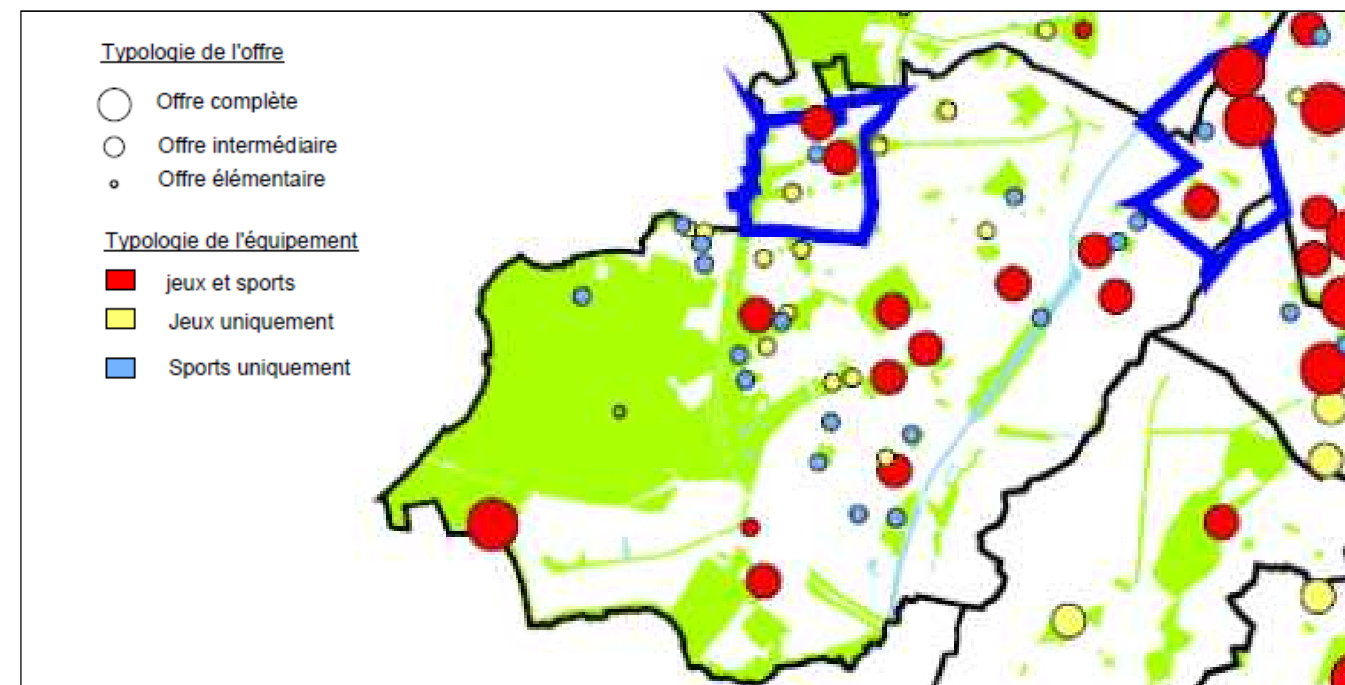 Typologie de l'offre
Offre complète
Offre intermédiaire
Offre élémentaire
Typologie de l'équipement
jeux et sports
Jeux uniquement
Sports uniquement